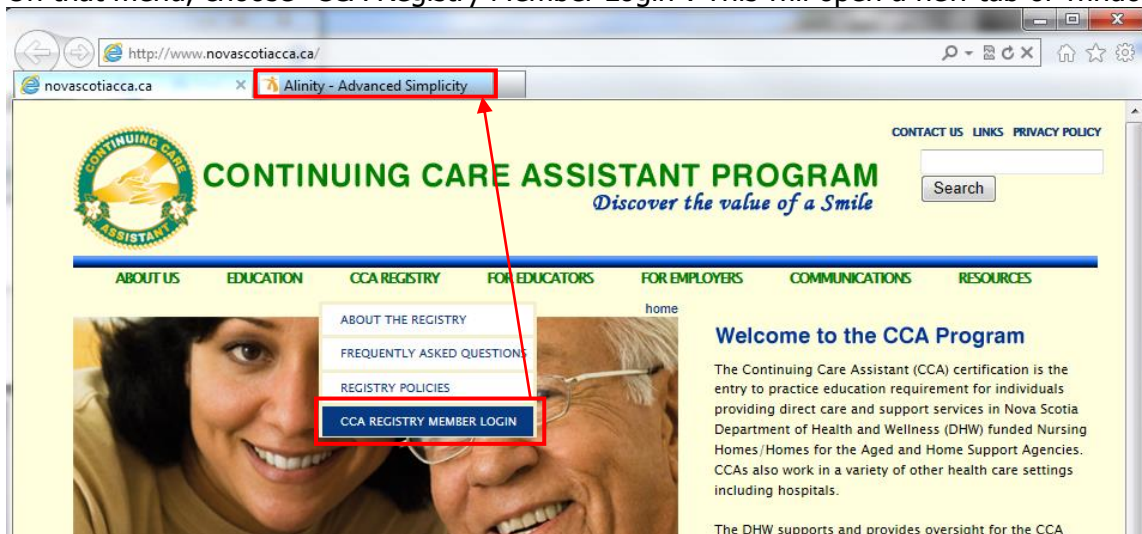 http://www.novascotiacca.ca/
novascotiacca.ca
Alinity - Advanced Simplicity
CONTACT US LINKS PRIVACY POLICY
CONTINUING CARE
ASSISTANT
CONTINUING CARE ASSISTANT PROGRAM
Discover the value of a Smile
Search
ABOUT US EDUCATION CCA REGISTRY FOR EDUCATORS FOR EMPLOYERS COMMUNICATIONS RESOURCES
home
ABOUT THE REGISTRY
FREQUENTLY ASKED QUESTIONS
REGISTRY POLICIES
CCA REGISTRY MEMBER LOGIN
Welcome to the CCA Program
The Continuing Care Assistant (CCA) certification is the
entry to practice education requirement for individuals
providing direct care and support services in Nova Scotia
Department of Health and Wellness (DHW) funded Nursing
Homes/Homes for the Aged and Home Support Agencies.
CCAs also work in a variety of other health care settings
including hospitals.
The DHW supports and provides oversight for the CCA